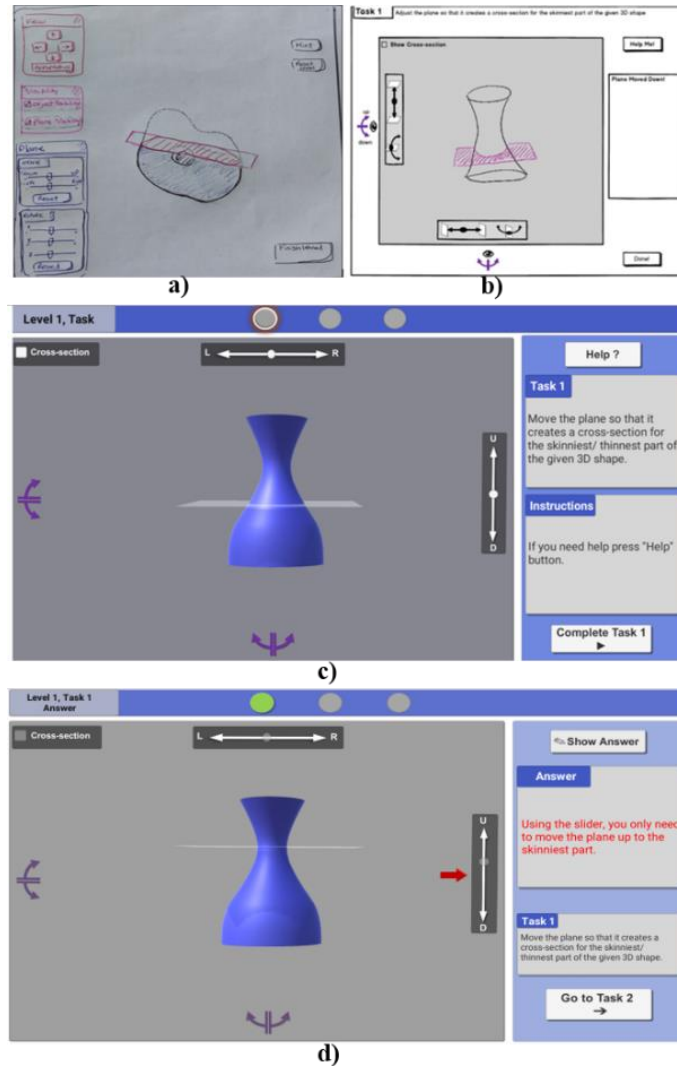 View
Visibility
Plane
Reset
Reset
Hint
Finish Level
a)
Task 1
Adjust the plane so that it creates a cross-section for the skinniest part of the given 3D shape
Show Cross-section
Help Me!
Plane Moved Down!
up
down
Done!
b)
Level 1, Task
Cross-section
L
R
U
D
Help ?
Task 1
Move the plane so that it
creates a cross-section for
the skinniest/ thinnest part of
the given 3D shape.
Instructions
If you need help press "Help"
button.
Complete Task 1
c)
Level 1, Task 1
Answer
Cross-section
L
R
U
D
Show Answer
Answer
Using the slider, you only need
to move the plane up to the
skinniest part.
Task 1
Move the plane so that it creates a
cross-section for the skinniest/
thinnest part of the given 3D shape.
Go to Task 2
d)